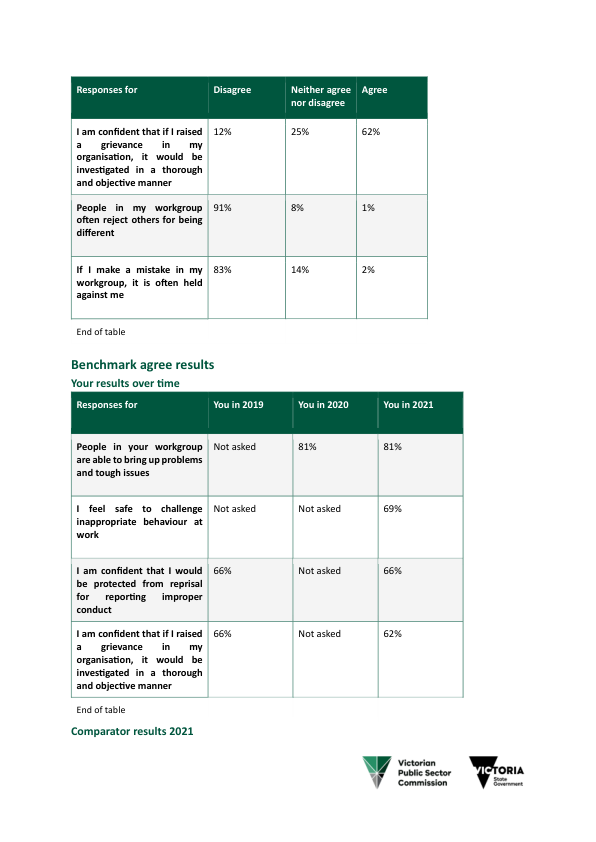 Responses for Disagree Neither agree Agree
nor disagree
I am confident that if I raised 12% 25% 62%
a grievance in my
organisation, it would be
investigated in a thorough
and objective manner
People in my workgroup 91% 8% 1%
often reject others for being
different
If I make a mistake in my 83% 14% 2%
workgroup, it is often held
against me
End of table
Benchmark agree results
Your results over time
Responses for You in 2019 You in 2020 You in 2021
People in your workgroup Not asked 81% 81%
are able to bring up problems
and tough issues
I feel safe to challenge Not asked Not asked 69%
inappropriate behaviour at
work
I am confident that I would 66% Not asked 66%
be protected from reprisal
for reporting improper
conduct
I am confident that if I raised 66% Not asked 62%
a grievance in my
organisation, it would be
investigated in a thorough
and objective manner
End of table
Comparator results 2021
Victorian
Public Sector
Commission
VICTORIA
State
Government